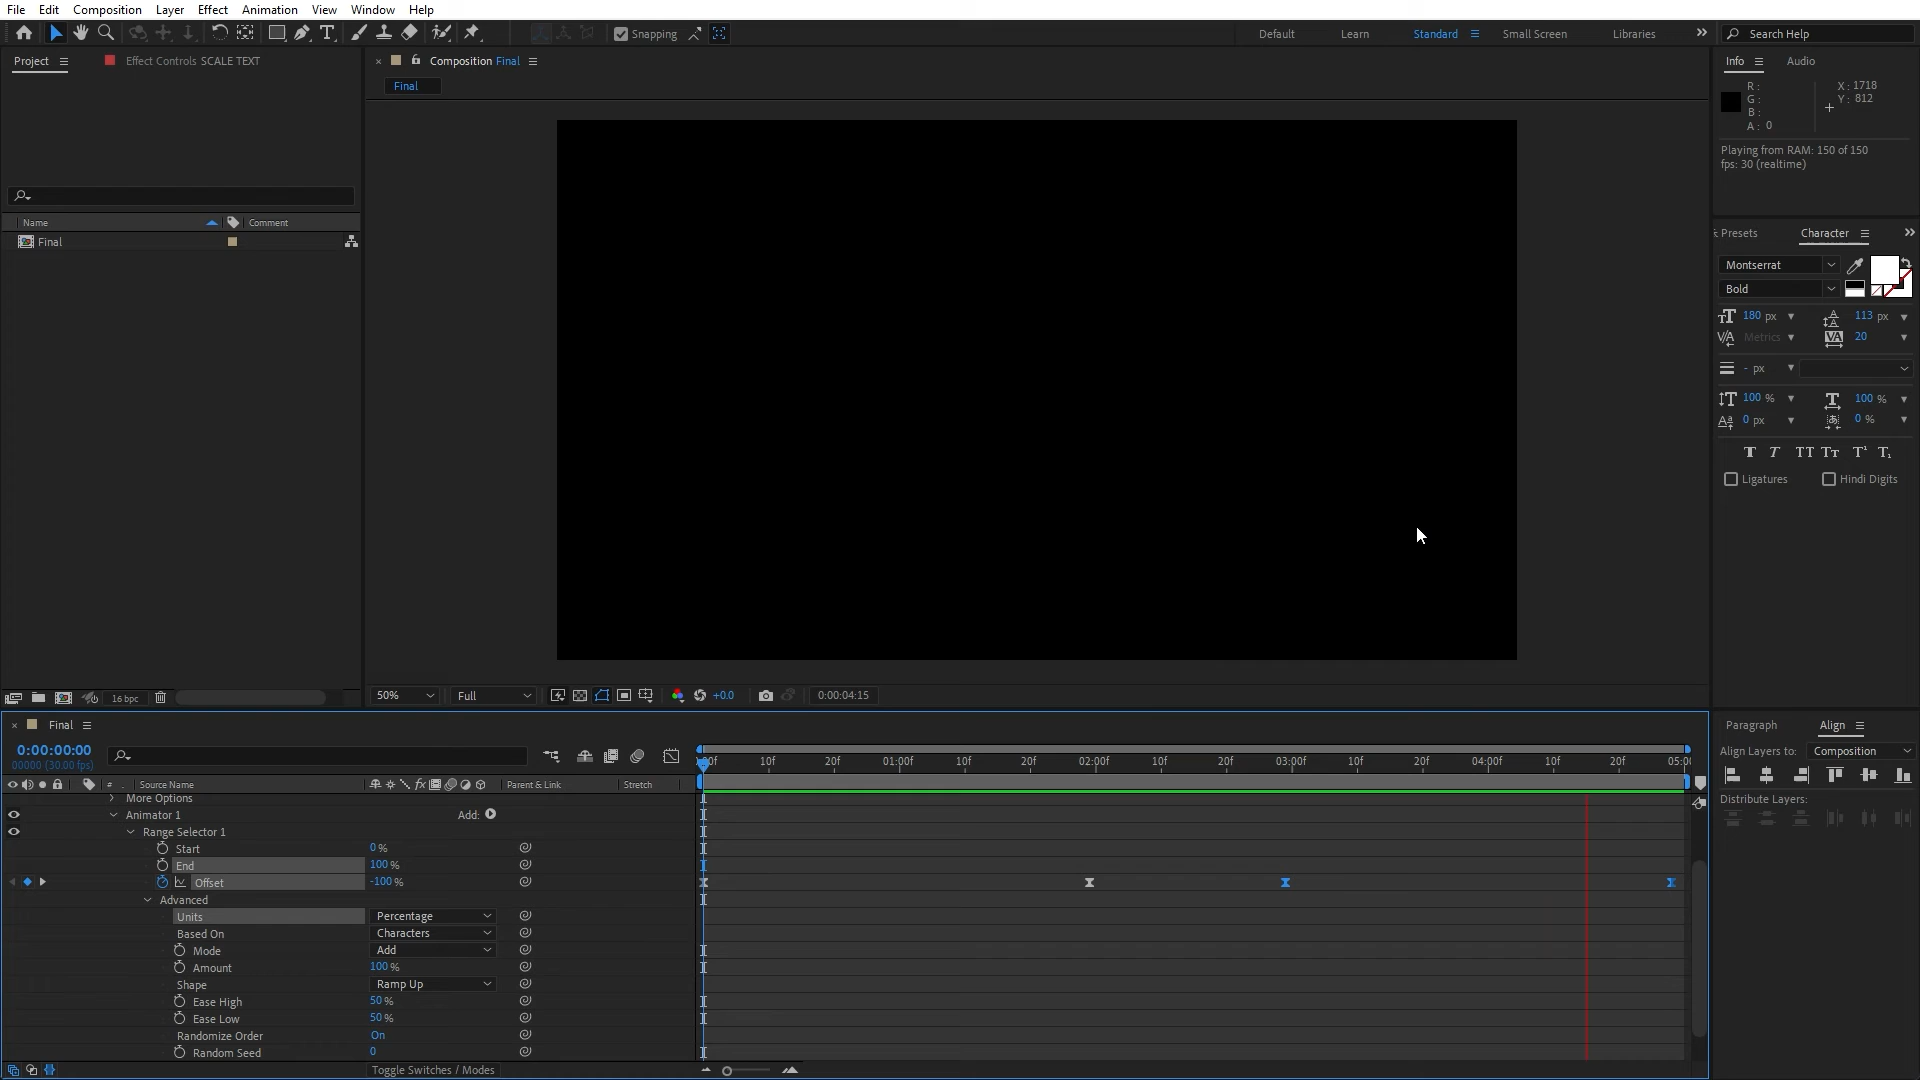 File Edit Composition Layer Effect Animation View Window Help
Snapping Default Learn Standard Small Screen Libraries Search Help
Project Effect Controls SCALE TEXT
Composition Final
Final
Name Comment
Final
16 bpc
50% Full +0.0 0:00:04:15
Info Audio
R : X : 1718
G : Y : 812
B :
A : 0
Playing from RAM: 150 of 150
fps: 30 (realtime)
Presets Character
Montserrat
Bold
180 px 113 px
Metrics 20
- px
100 % 100 %
0 px 0 %
Ligatures Hindi Digits
Final
0:00:00:00
00000 (30.00 fps)
:00f 10f 20f 01:00f 10f 20f 02:00f 10f 20f 03:00f 10f 20f 04:00f 10f 20f 05:00
# Source Name Parent & Link Stretch
More Options
Animator 1 Add:
Range Selector 1
Start 0 %
End 100 %
Offset -100 %
Advanced
Units Percentage
Based On Characters
Mode Add
Amount 100 %
Shape Ramp Up
Ease High 50 %
Ease Low 50 %
Randomize Order On
Random Seed 0
Toggle Switches / Modes
Paragraph Align
Align Layers to: Composition
Distribute Layers: